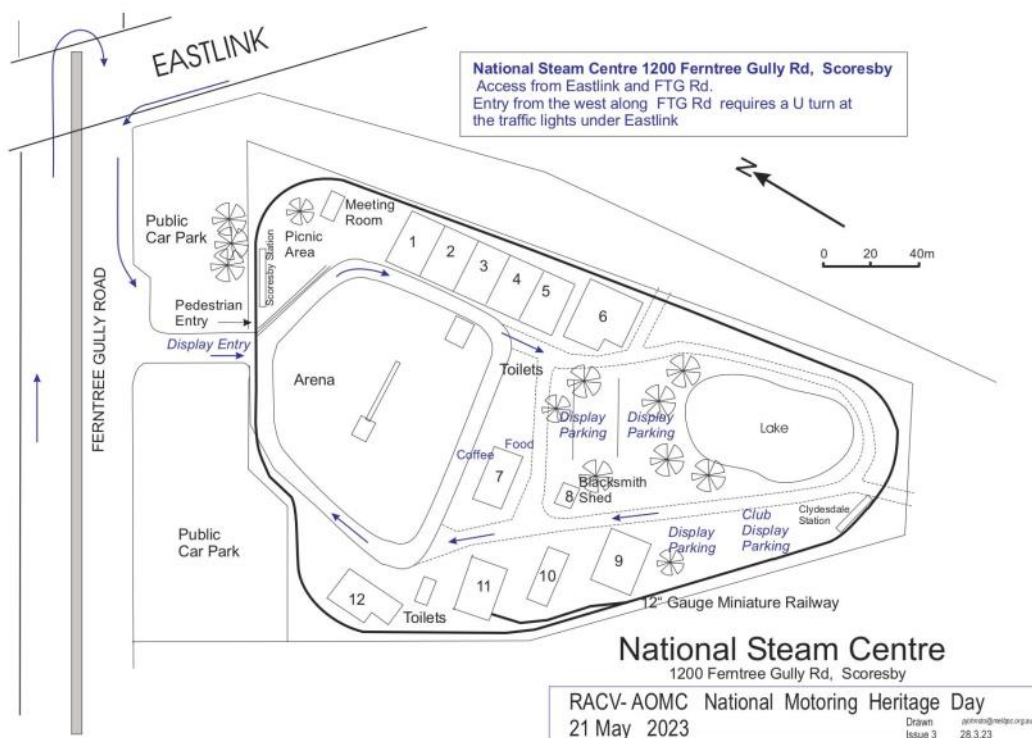 EASTLINK
National Steam Centre 1200 Ferntree Gully Rd, Scoresby
Access from Eastlink and FTG Rd.
Entry from the west along FTG Rd requires a U turn at
the traffic lights under Eastlink
N
0 20 40m
FERNTREE GULLY ROAD
Public
Car Park
Scoresby Station
Picnic
Area
Meeting
Room
1
2
3
4
5
6
Pedestrian
Entry
Display Entry
Arena
Toilets
Display
Parking
Display
Parking
Lake
Coffee
Food
7
8
Blacksmith
Shed
Clydesdale
Station
Club
Display
Parking
Display
Parking
Public
Car Park
9
10
11
12
Toilets
12" Gauge Miniature Railway
National Steam Centre
1200 Ferntree Gully Rd, Scoresby
RACV- AOMC National Motoring Heritage Day
21 May 2023
Drawn
Issue 3 28.3.23